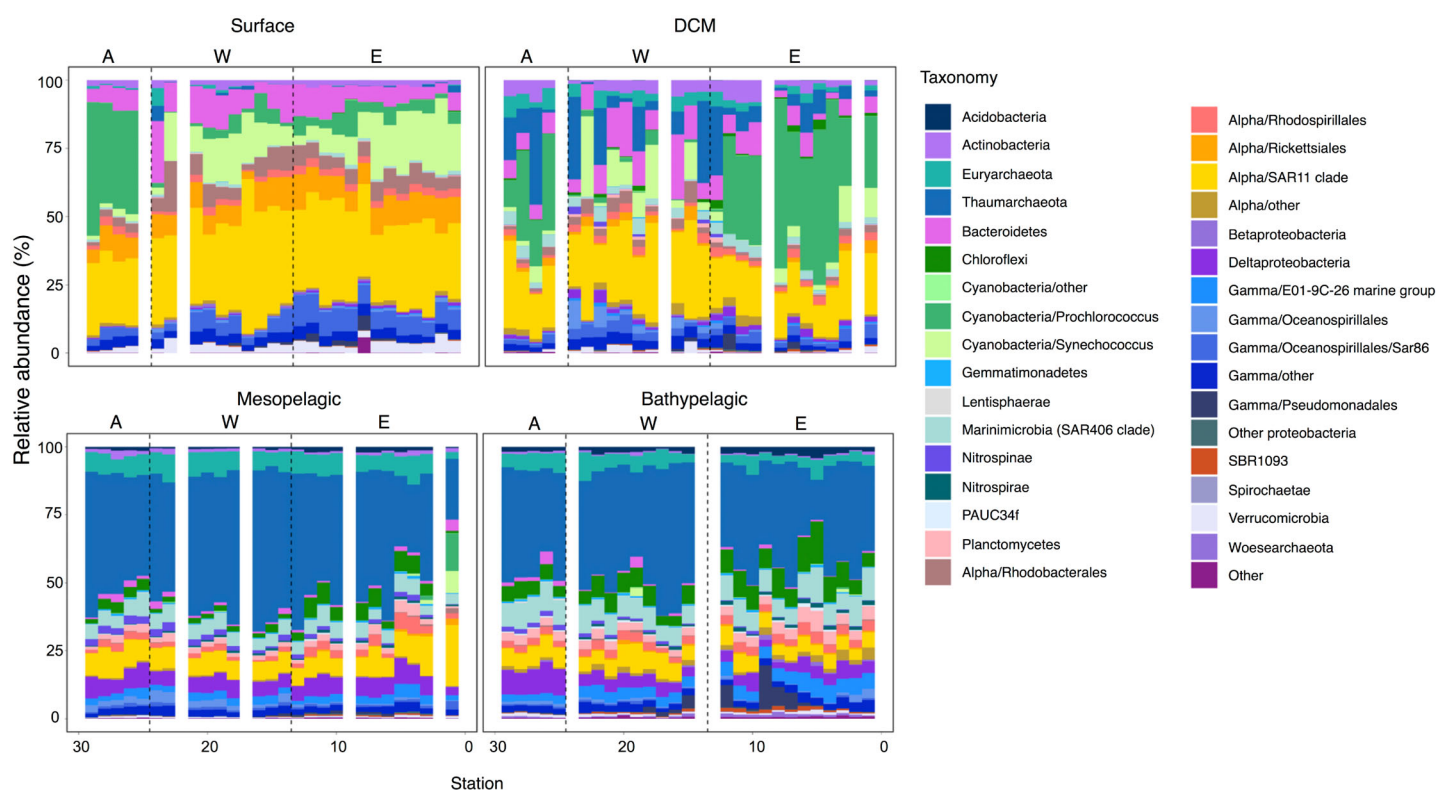 Surface
DCM
A W E
A W E
100
75
50
25
0
Relative abundance (%)
Mesopelagic
Bathypelagic
A W E
A W E
100
75
50
25
0
30 20 10 0
30 20 10 0
Station
Taxonomy
Acidobacteria
Actinobacteria
Euryarchaeota
Thaumarchaeota
Bacteroidetes
Chloroflexi
Cyanobacteria/other
Cyanobacteria/Prochlorococcus
Cyanobacteria/Synechococcus
Gemmatimonadetes
Lentisphaerae
Marinimicrobia (SAR406 clade)
Nitrospinae
Nitrospirae
PAUC34f
Planctomycetes
Alpha/Rhodobacterales
Alpha/Rhodospirillales
Alpha/Rickettsiales
Alpha/SAR11 clade
Alpha/other
Betaproteobacteria
Deltaproteobacteria
Gamma/E01-9C-26 marine group
Gamma/Oceanospirillales
Gamma/Oceanospirillales/Sar86
Gamma/other
Gamma/Pseudomonadales
Other proteobacteria
SBR1093
Spirochaetae
Verrucomicrobia
Woesearchaeota
Other